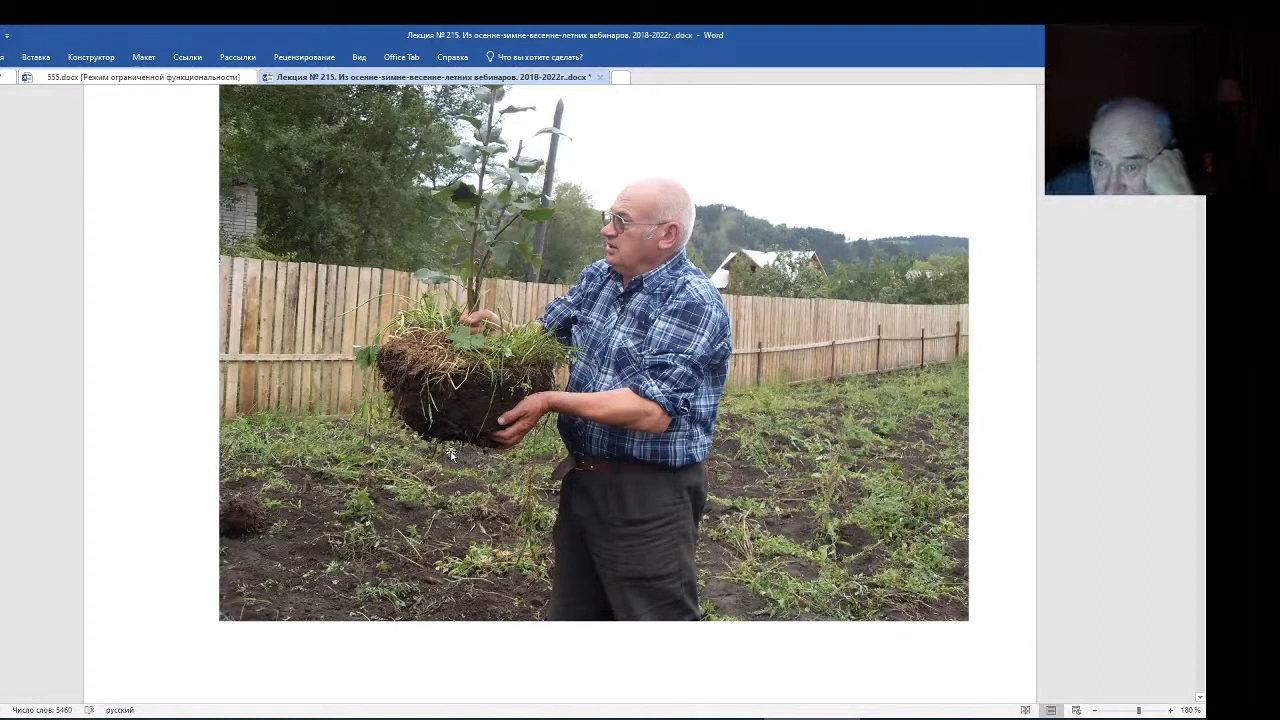 Лекция № 215. Из осенне-зимне-весенне-летних вебинаров. 2018-2022г..docx - Word
Вставка Конструктор Макет Ссылки Рассылки Рецензирование Вид Office Tab Справка Что вы хотите сделать?
555.docx [Режим ограниченной функциональности] Лекция № 215. Из осенне-зимне-весенне-летних вебинаров. 2018-2022г..docx *
Число слов: 5460 русский 180 %